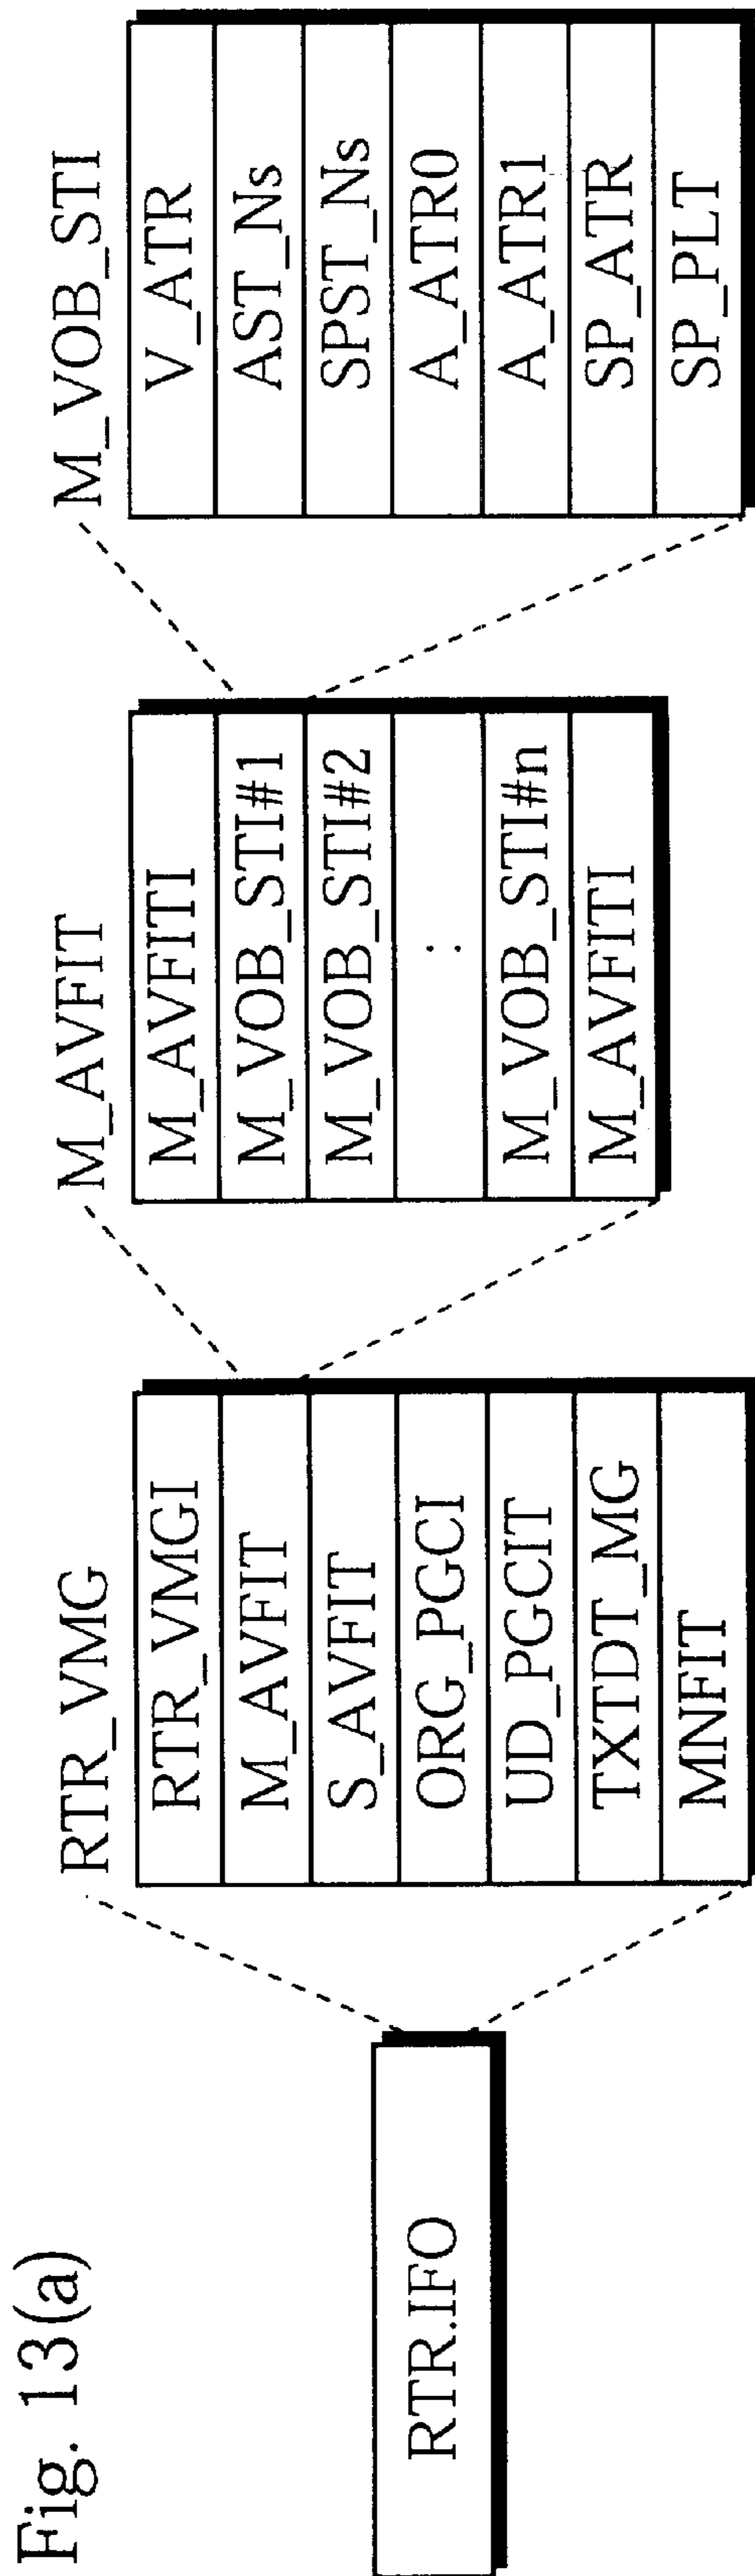 Fig. 13(a)
RTR.IFO
RTR_VMG
RTR_VMGI
M_AVFIT
S_AVFIT
ORG_PGCI
UD_PGCIT
TXTDT_MG
MNFIT
M_AVFIT
M_AVFITI
M_VOB_STI#1
M_VOB_STI#2
:
M_VOB_STI#n
M_AVFITI
M_VOB_STI
V_ATR
AST_Ns
SPST_Ns
A_ATR0
A_ATR1
SP_ATR
SP_PLT